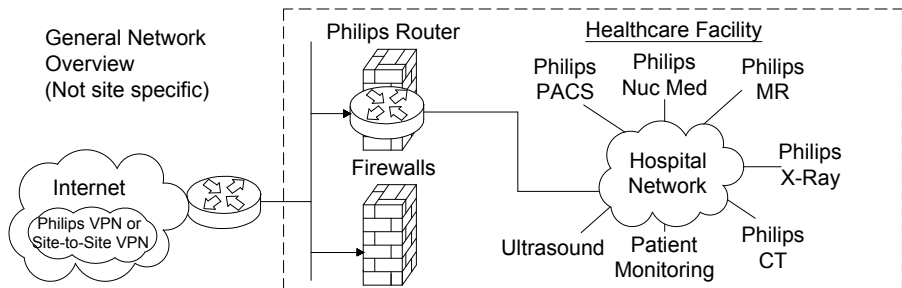 General Network
Overview
(Not site specific)
Philips Router
Healthcare Facility
Philips
PACS
Philips
Nuc Med
Philips
MR
Firewalls
Internet
Philips VPN or
Site-to-Site VPN
Hospital
Network
Philips
X-Ray
Ultrasound
Patient
Monitoring
Philips
CT